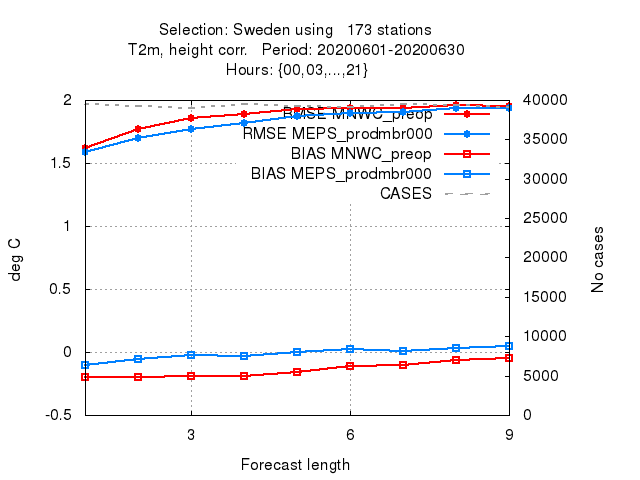 Selection: Sweden using   173 stations
T2m, height corr.   Period: 20200601-20200630
Hours: {00,03,...,21}
2
1.5
1
0.5
0
-0.5
40000
35000
30000
25000
20000
15000
10000
5000
0
RMSE MNWC_preop
RMSE MEPS_prodmbr000
BIAS MNWC_preop
BIAS MEPS_prodmbr000
CASES
deg C
No cases
3
6
9
Forecast length